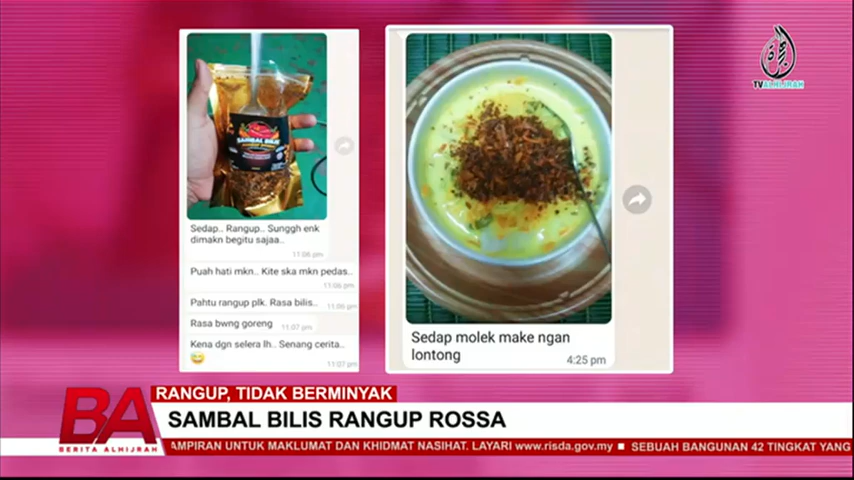 SAMBAL BILIS
Sedap.. Rangup.. Sunggh enk
dimakn begitu sajaa..
11:06 pm
Puah hati mkn.. Kite ska mkn pedas..
11:06 pm
Pahtu rangup plk. Rasa bilis..
11:06 pm
Rasa bwng goreng
11:07 pm
Kena dgn selera lh.. Senang cerita..
😅
11:07 pm
Sedap molek make ngan
lontong
4:25 pm
TV ALHIJRAH
RANGUP, TIDAK BERMINYAK
SAMBAL BILIS RANGUP ROSSA
BA
BERITA ALHIJRAH
AMPIRAN UNTUK MAKLUMAT DAN KHIDMAT NASIHAT, LAYARI www.risda.gov.my ■ SEBUAH BANGUNAN 42 TINGKAT YANG